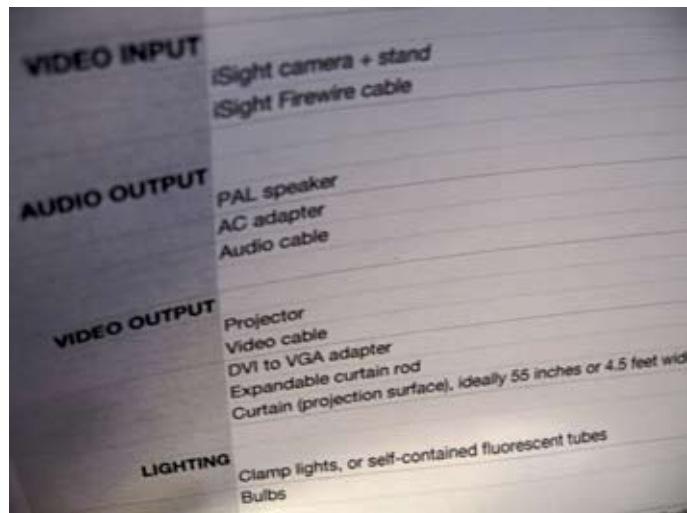 VIDEO INPUT
iSight camera + stand
iSight Firewire cable
AUDIO OUTPUT
PAL speaker
AC adapter
Audio cable
VIDEO OUTPUT
Projector
Video cable
DVI to VGA adapter
Expandable curtain rod
Curtain (projection surface), ideally 55 inches or 4.5 feet wid
LIGHTING
Clamp lights, or self-contained fluorescent tubes
Bulbs